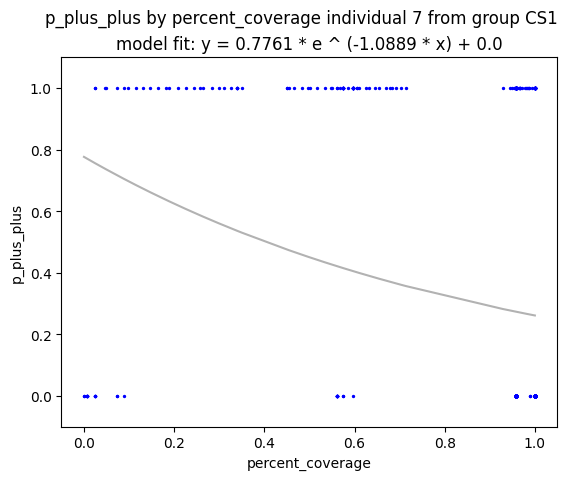 p_plus_plus by percent_coverage individual 7 from group CS1
model fit: y = 0.7761 * e ^ (-1.0889 * x) + 0.0
1.0
0.8
0.6
0.4
0.2
0.0
p_plus_plus
0.0 0.2 0.4 0.6 0.8 1.0
percent_coverage